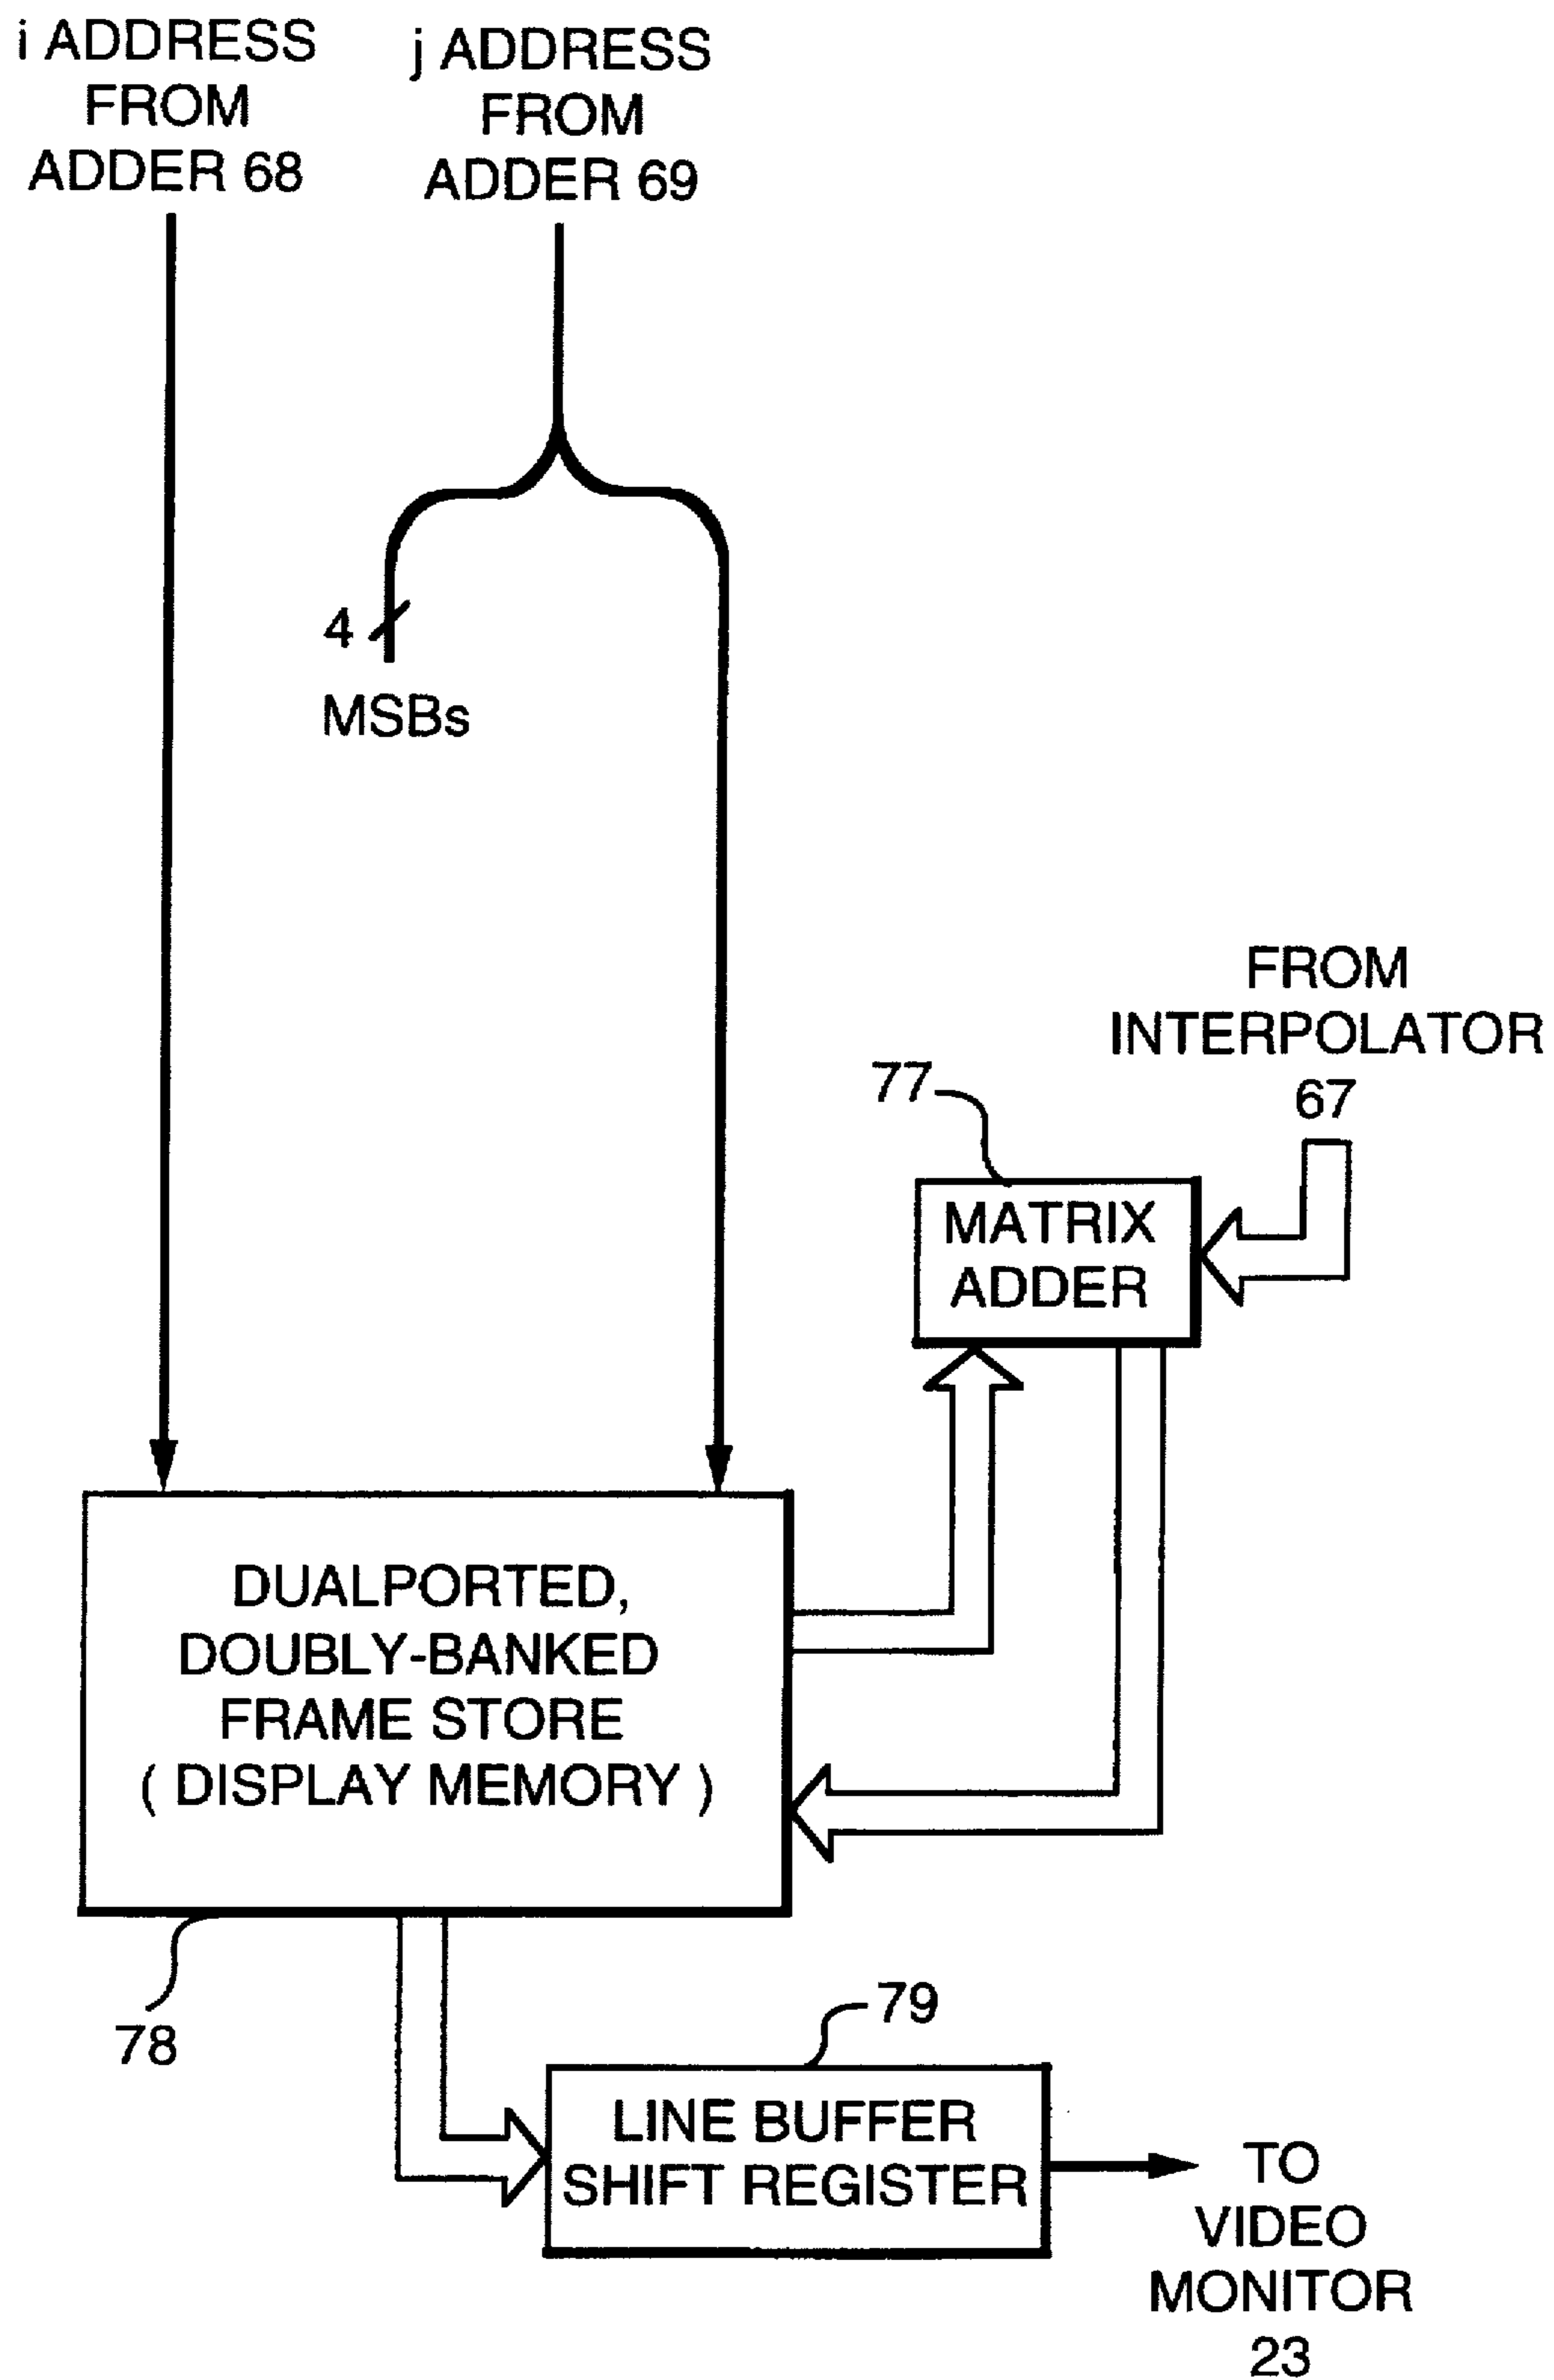 i ADDRESS
FROM
ADDER 68
j ADDRESS
FROM
ADDER 69
4
MSBs
FROM
INTERPOLATOR
67
77
MATRIX
ADDER
DUALPORTED,
DOUBLY-BANKED
FRAME STORE
( DISPLAY MEMORY )
78
79
LINE BUFFER
SHIFT REGISTER
TO
VIDEO
MONITOR
23